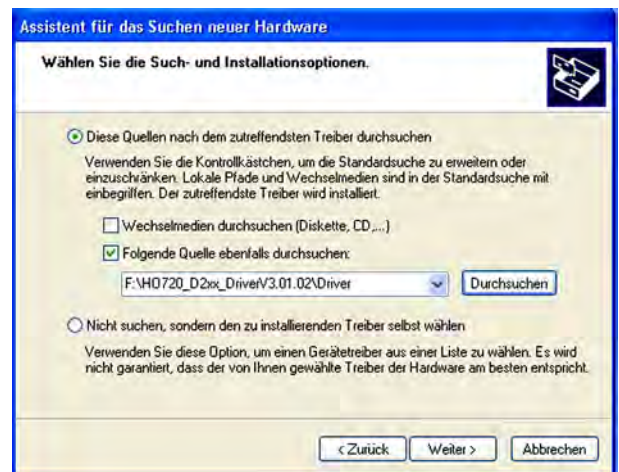 Assistent für das Suchen neuer Hardware
Wählen Sie die Such- und Installationsoptionen.
Diese Quellen nach dem zutreffendsten Treiber durchsuchen
Verwenden Sie die Kontrollkästchen, um die Standardsuche zu erweitern oder
einzuschränken. Lokale Pfade und Wechselmedien sind in der Standardsuche mit
einbegriffen. Der zutreffendste Treiber wird installiert.
Wechselmedien durchsuchen (Diskette, CD,...)
Folgende Quelle ebenfalls durchsuchen:
F:\HO720_D2xx_DriverV3.01.02\Driver Durchsuchen
Nicht suchen, sondern den zu installierenden Treiber selbst wählen
Verwenden Sie diese Option, um einen Gerätetreiber aus einer Liste zu wählen. Es wird
nicht garantiert, dass der von Ihnen gewählte Treiber der Hardware am besten entspricht.
< Zurück Weiter > Abbrechen